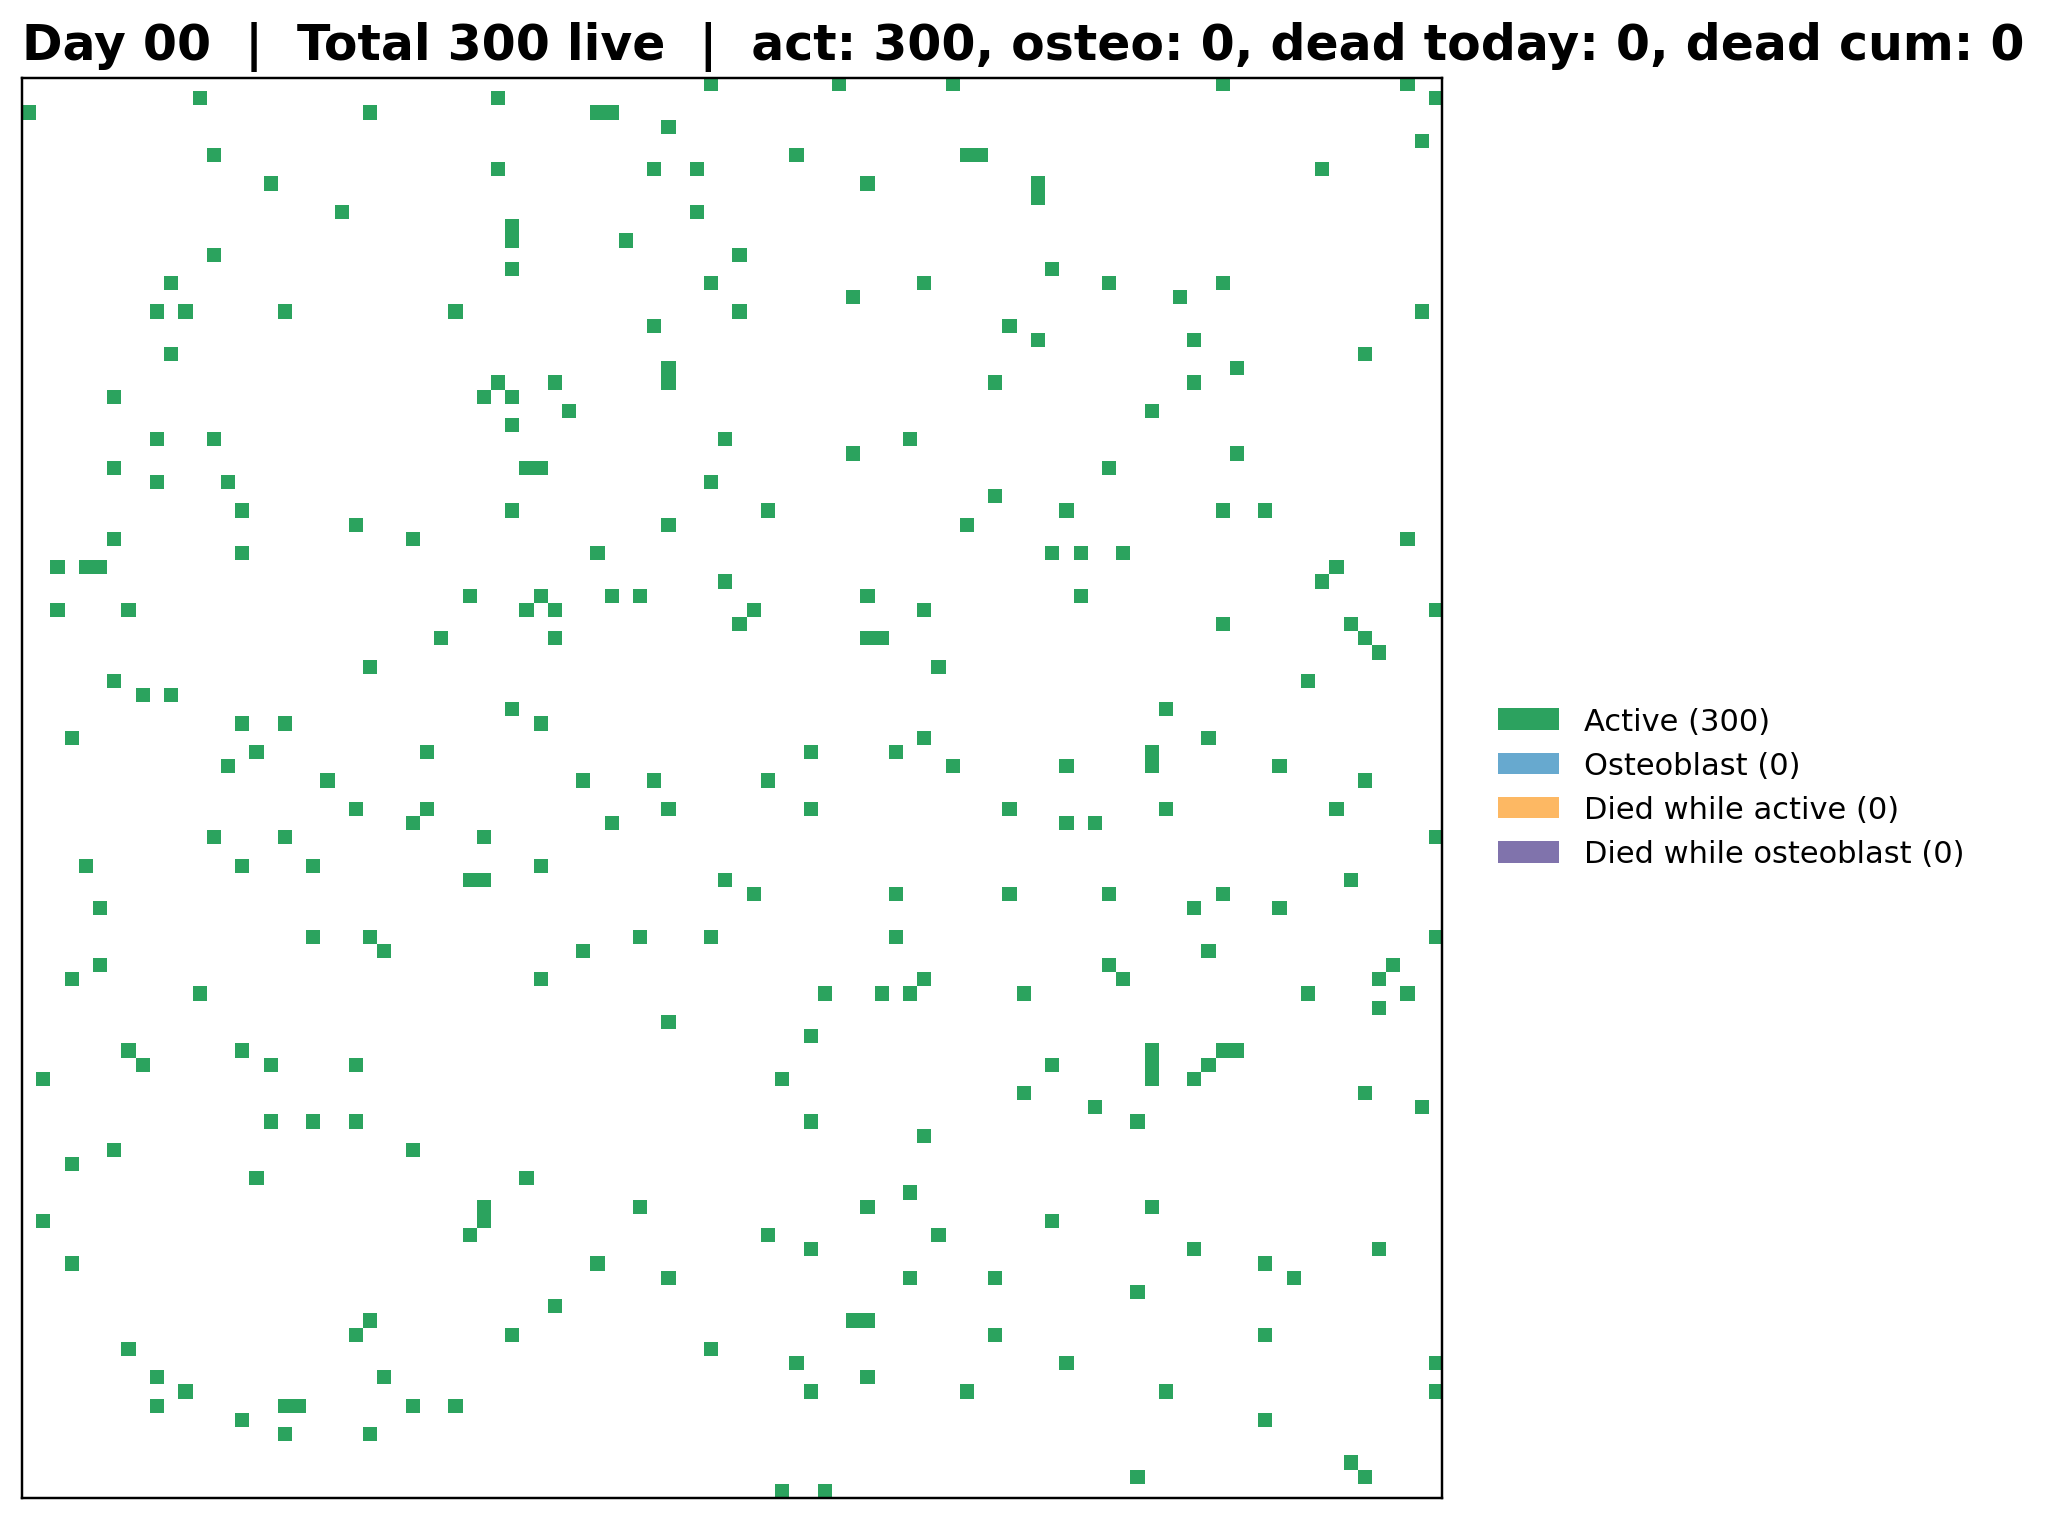 Day 00 | Total 300 live | act: 300, osteo: 0, dead today: 0, dead cum: 0
Active (300)
Osteoblast (0)
Died while active (0)
Died while osteoblast (0)